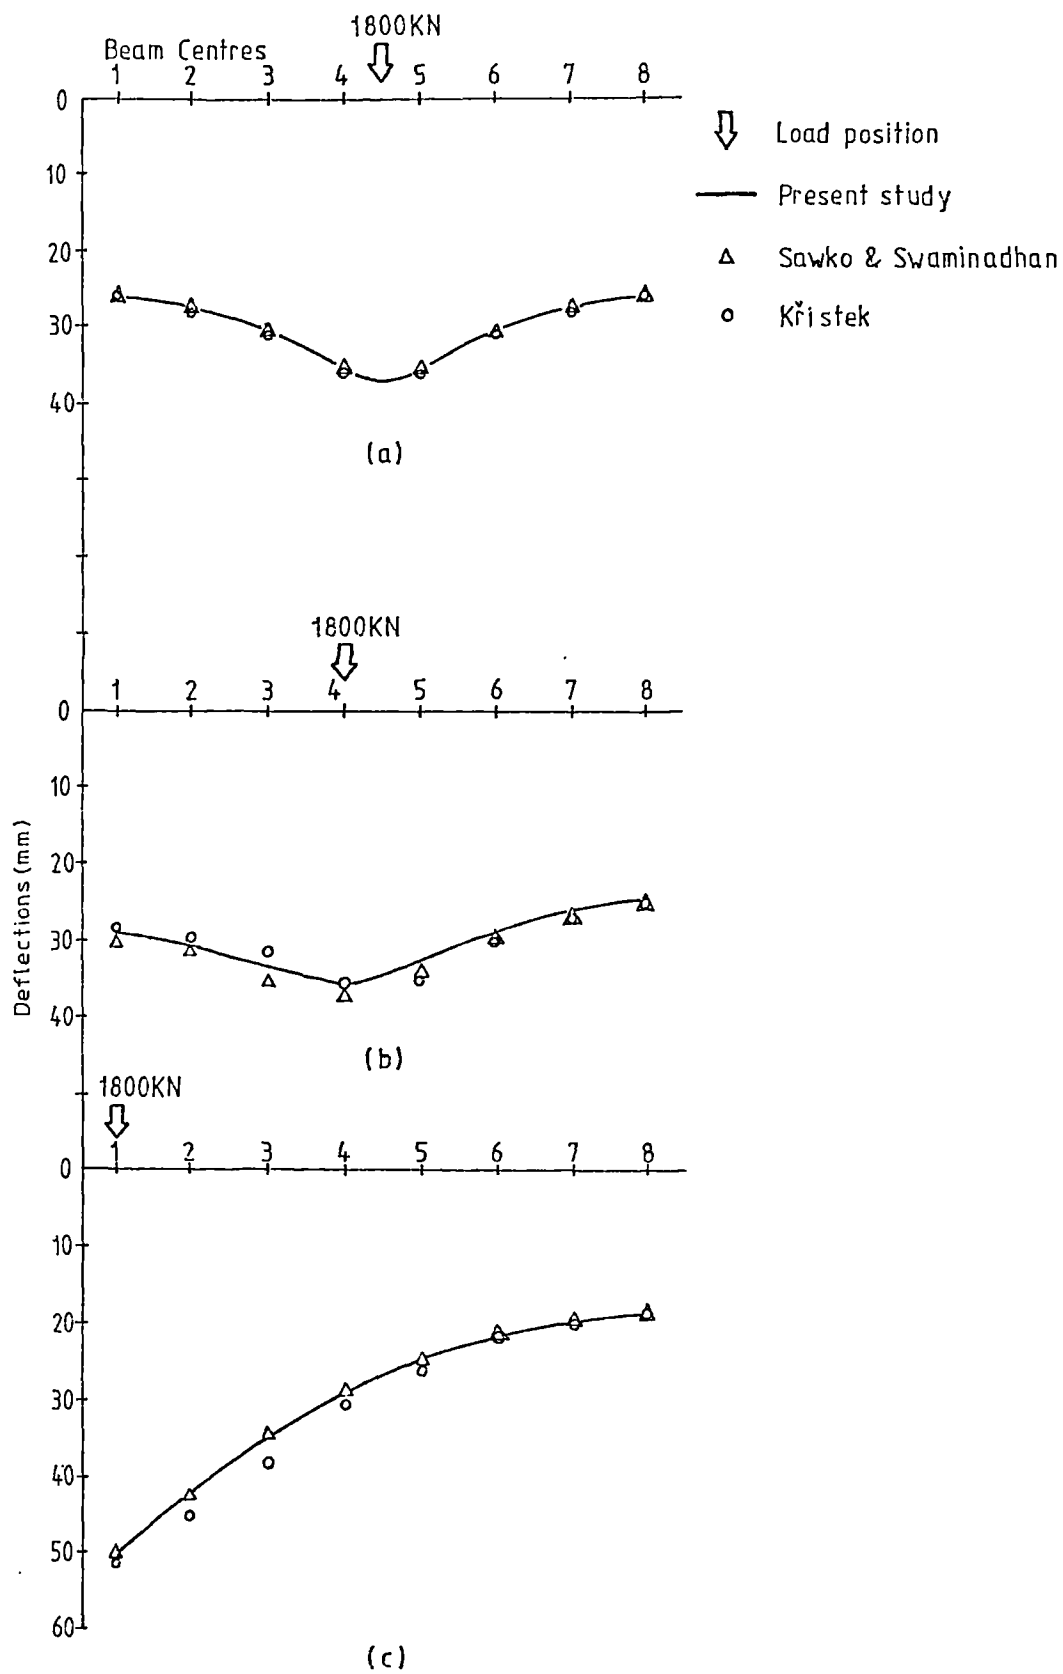 1800KN
Beam Centres
1 2 3 4 5 6 7 8
0
10
20
30
40
(a)
Load position
Present study
Sawko & Swaminadhan
Křistek
1800KN
1 2 3 4 5 6 7 8
0
10
20
30
40
(b)
Deflections (mm)
1800KN
1 2 3 4 5 6 7 8
0
10
20
30
40
50
60
(c)